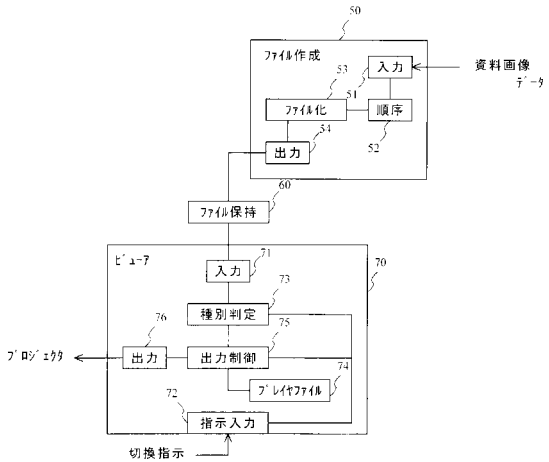 50
ファイル作成
53
入力
資料画像
データ
51
ファイル化
順序
54
52
出力
60
ファイル保持
ビューア
71
70
入力
73
種別判定
76
75
プロジェクタ
出力
出力制御
74
プレイヤファイル
72
指示入力
切換指示